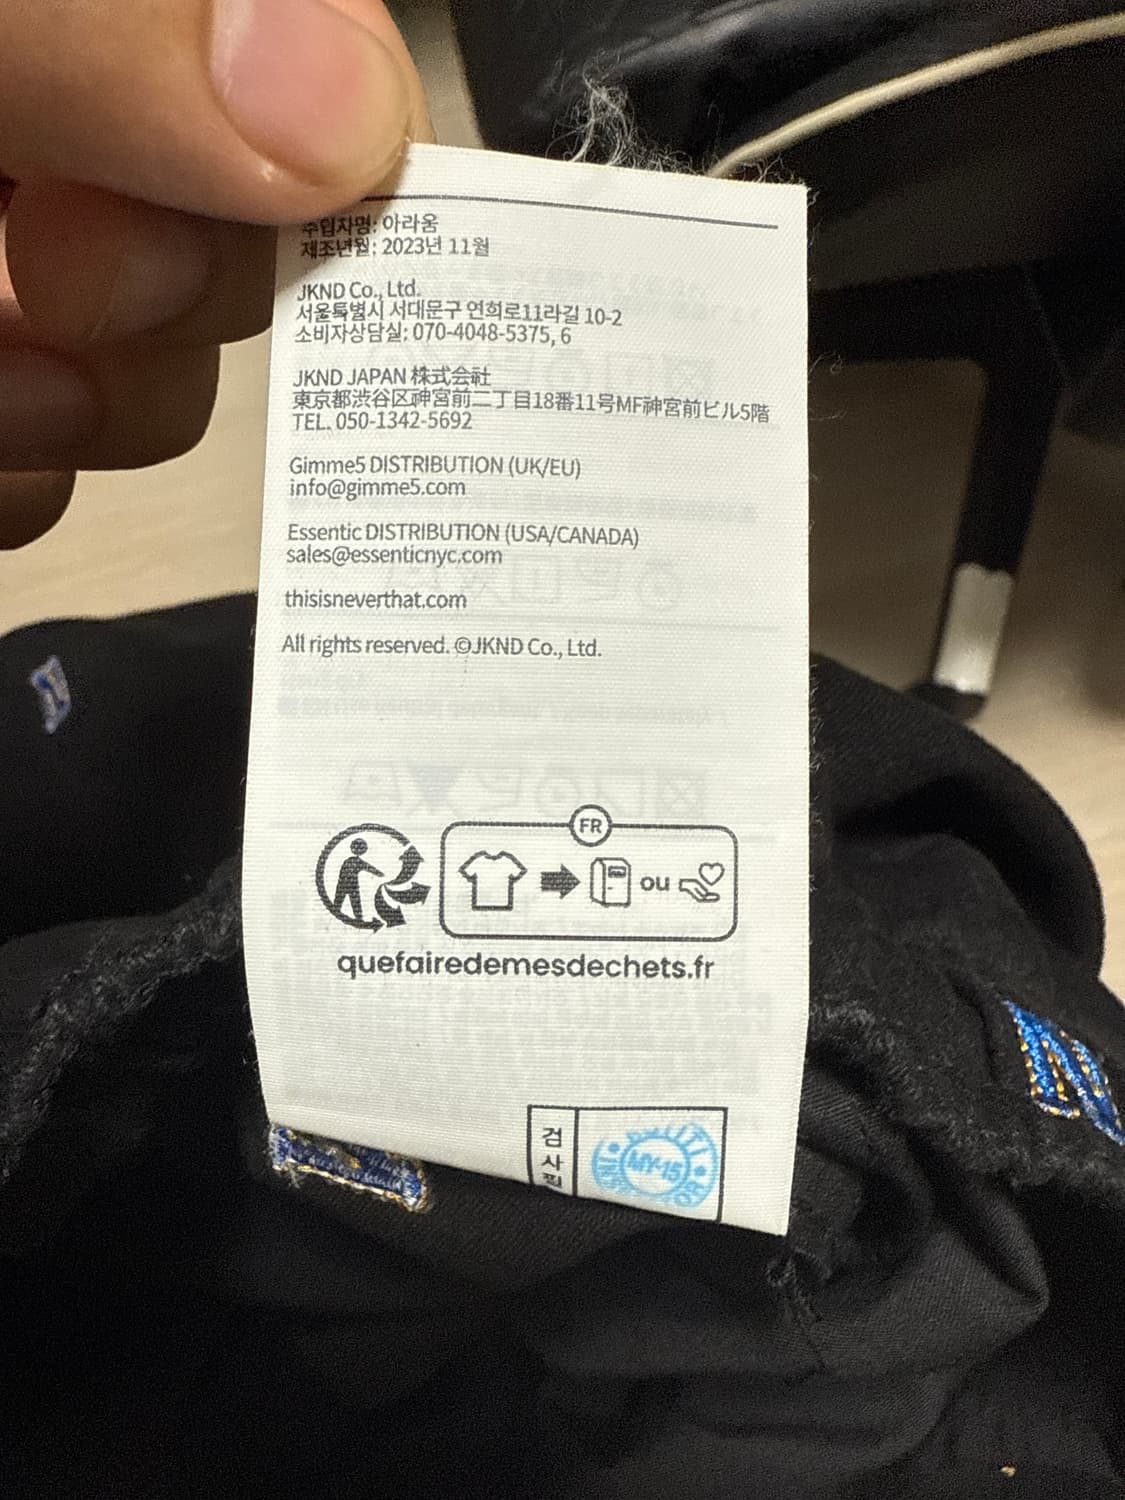 수입자명: 아라움
제조년월: 2023년 11월
JKND Co., Ltd.
서울특별시 서대문구 연희로11라길 10-2
소비자상담실: 070-4048-5375, 6
JKND JAPAN 株式会社
東京都渋谷区神宮前二丁目18番11号MF神宮前ビル5階
TEL. 050-1342-5692
Gimme5 DISTRIBUTION (UK/EU)
info@gimme5.com
Essentic DISTRIBUTION (USA/CANADA)
sales@essenticnyc.com
thisisneverthat.com
All rights reserved. ©JKND Co., Ltd.
FR
ou
quefairedemesdechets.fr
검사필
MY-15